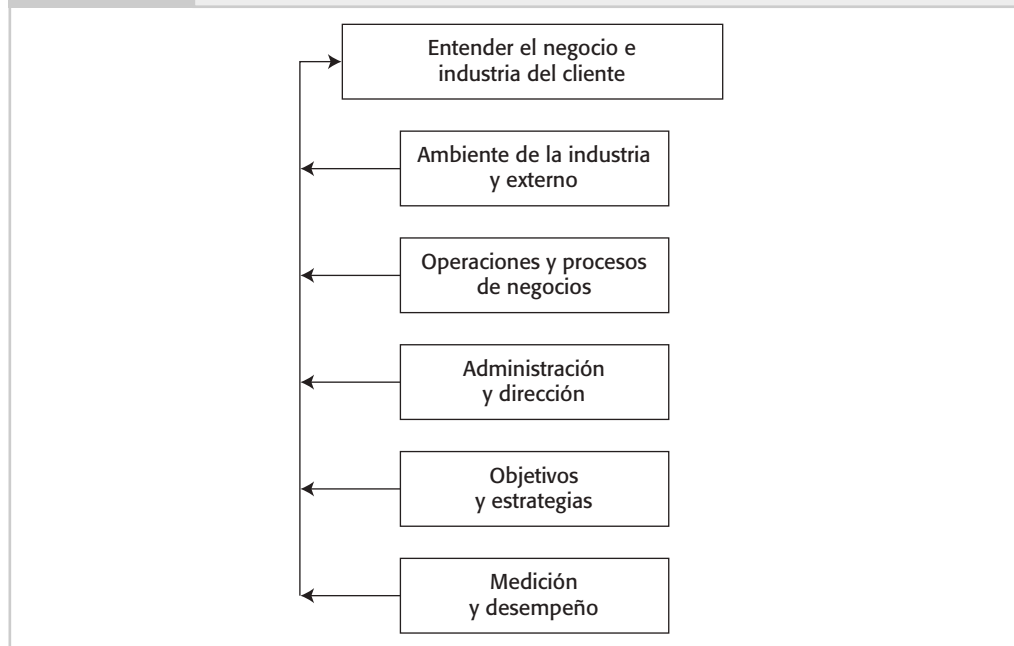 Entender el negocio e
industria del cliente
Ambiente de la industria
y externo
Operaciones y procesos
de negocios
Administración
y dirección
Objetivos
y estrategias
Medición
y desempeño